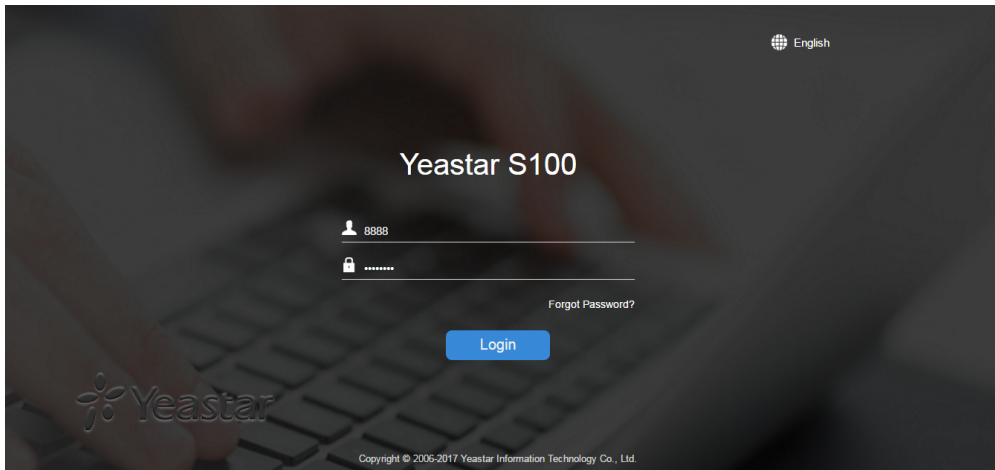 English
Yeastar S100
8888
••••••••
Forgot Password?
Login
Yeastar
Copyright © 2006-2017 Yeastar Information Technology Co., Ltd.